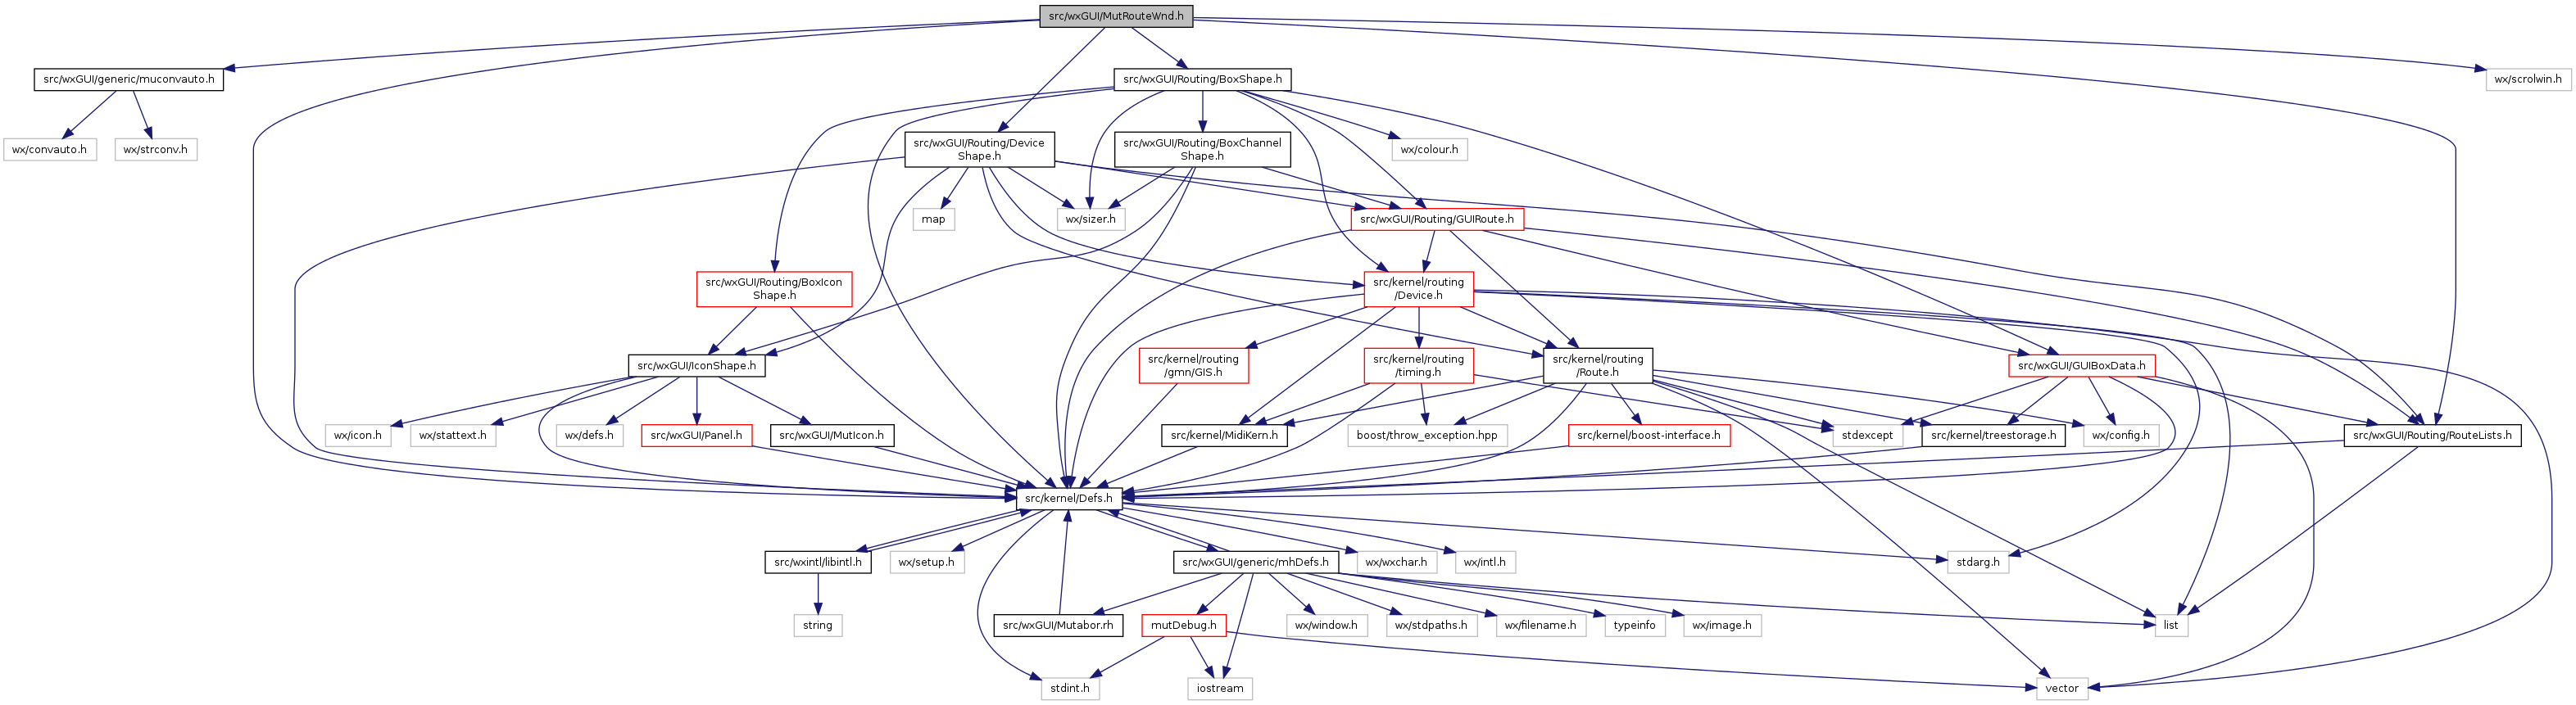 src/wxGUI/MutRouteWnd.h
src/wxGUI/generic/muconvauto.h
src/wxGUI/Routing/BoxShape.h
wx/scrolwin.h
wx/convauto.h
wx/strconv.h
src/wxGUI/Routing/Device
Shape.h
src/wxGUI/Routing/BoxChannel
Shape.h
wx/colour.h
map
wx/sizer.h
src/wxGUI/Routing/GUIRoute.h
src/wxGUI/Routing/BoxIcon
Shape.h
src/kernel/routing
/Device.h
src/wxGUI/IconShape.h
src/kernel/routing
/gmn/GIS.h
src/kernel/routing
/timing.h
src/kernel/routing
/Route.h
src/wxGUI/GUIBoxData.h
wx/icon.h
wx/stattext.h
wx/defs.h
src/wxGUI/Panel.h
src/wxGUI/MutIcon.h
src/kernel/MidiKern.h
boost/throw_exception.hpp
src/kernel/boost-interface.h
stdexcept
src/kernel/treestorage.h
wx/config.h
src/wxGUI/Routing/RouteLists.h
src/kernel/Defs.h
src/wxintl/libintl.h
wx/setup.h
src/wxGUI/generic/mhDefs.h
wx/wxchar.h
wx/intl.h
stdarg.h
string
src/wxGUI/Mutabor.rh
mutDebug.h
wx/window.h
wx/stdpaths.h
wx/filename.h
typeinfo
wx/image.h
list
stdint.h
iostream
vector